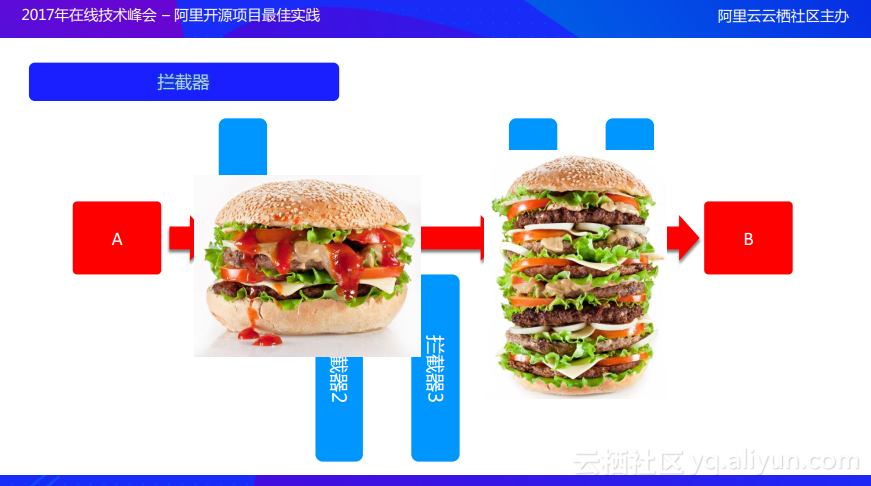 2017年在线技术峰会 – 阿里开源项目最佳实践
阿里云云栖社区主办
拦截器
A
B
截器2
拦截器3
云栖社区 yq.aliyun.com